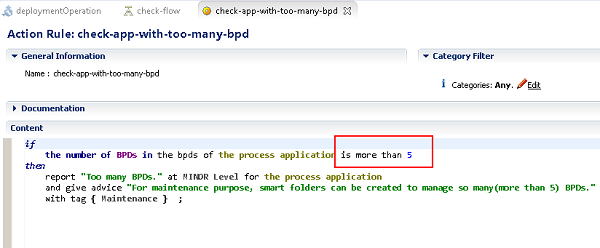 deploymentOperation check-flow check-app-with-too-many-bpd
Action Rule: check-app-with-too-many-bpd
General Information
Category Filter
Name : check-app-with-too-many-bpd
Categories: Any. Edit
Documentation
Content
if
the number of BPDs in the bpds of the process application is more than 5
then
report "Too many BPDs." at MINOR Level for the process application
and give advice "For maintenance purpose, smart folders can be created to manage so many(more than 5) BPDs."
with tag { Maintenance } ;